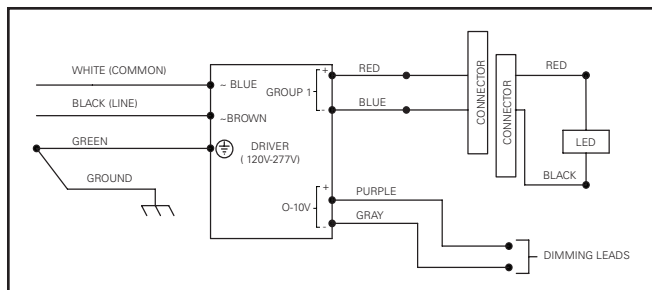 WHITE (COMMON)
BLACK (LINE)
GREEN
GROUND
~ BLUE
~BROWN
DRIVER
( 120V-277V)
GROUP 1
+
-
O-10V
+
-
RED
BLUE
PURPLE
GRAY
CONNECTOR
CONNECTOR
RED
LED
BLACK
DIMMING LEADS